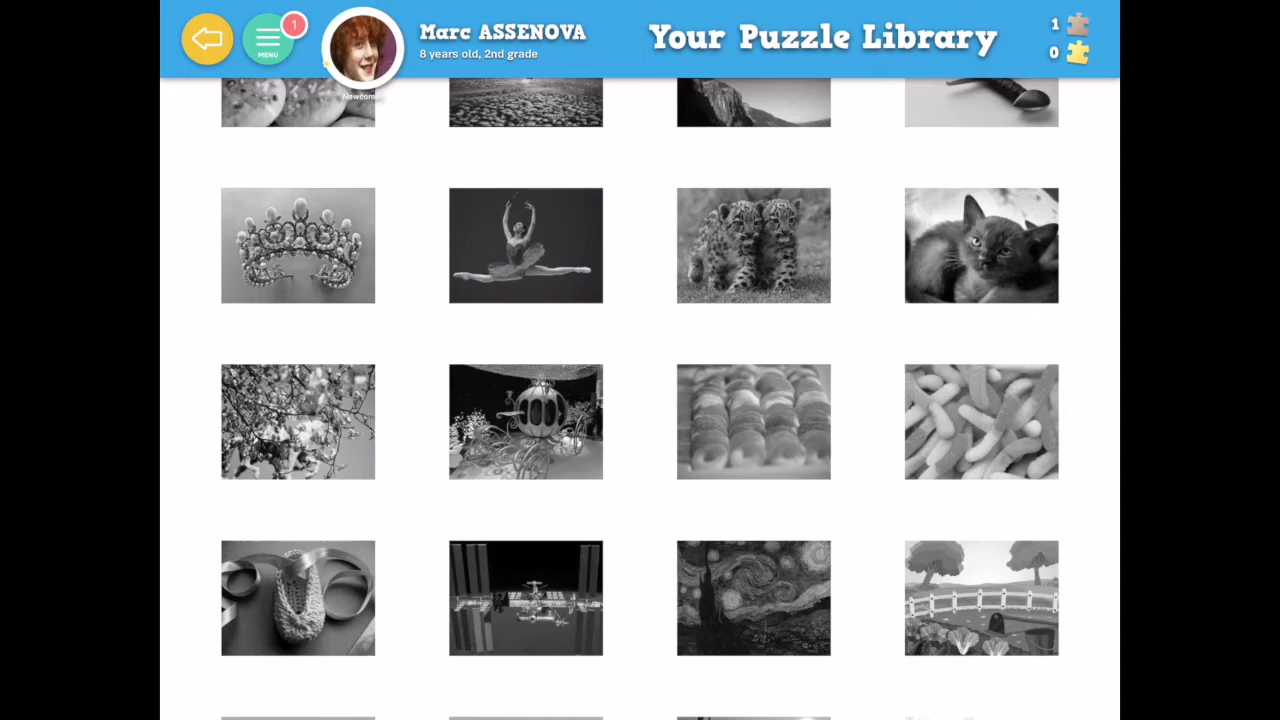 1
MENU
Marc ASSENOVA
8 years old, 2nd grade
Your Puzzle Library
1
0